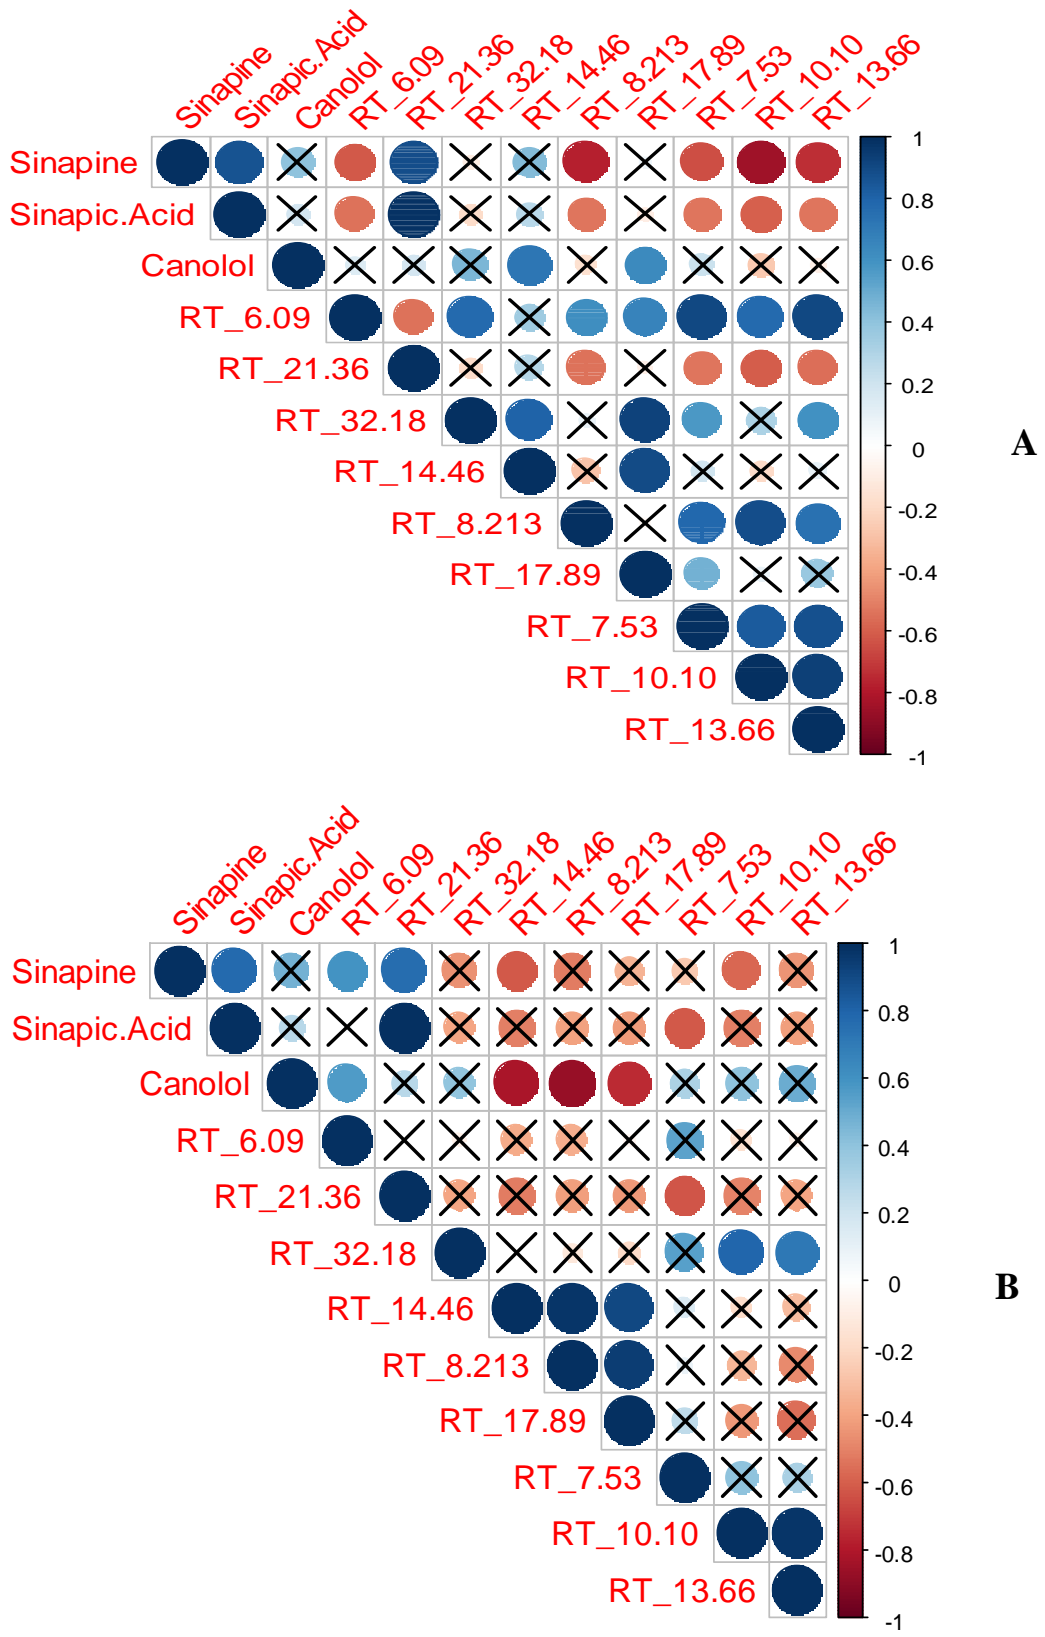 Sinapine
Sinapic.Acid
Canolol
RT_6.09
RT_21.36
RT_32.18
RT_14.46
RT_8.213
RT_17.89
RT_7.53
RT_10.10
RT_13.66
Sinapine
Sinapic.Acid
Canolol
RT_6.09
RT_21.36
RT_32.18
RT_14.46
RT_8.213
RT_17.89
RT_7.53
RT_10.10
RT_13.66
1
0.8
0.6
0.4
0.2
0
-0.2
-0.4
-0.6
-0.8
-1
A
Sinapine
Sinapic.Acid
Canolol
RT_6.09
RT_21.36
RT_32.18
RT_14.46
RT_8.213
RT_17.89
RT_7.53
RT_10.10
RT_13.66
Sinapine
Sinapic.Acid
Canolol
RT_6.09
RT_21.36
RT_32.18
RT_14.46
RT_8.213
RT_17.89
RT_7.53
RT_10.10
RT_13.66
1
0.8
0.6
0.4
0.2
0
-0.2
-0.4
-0.6
-0.8
-1
B